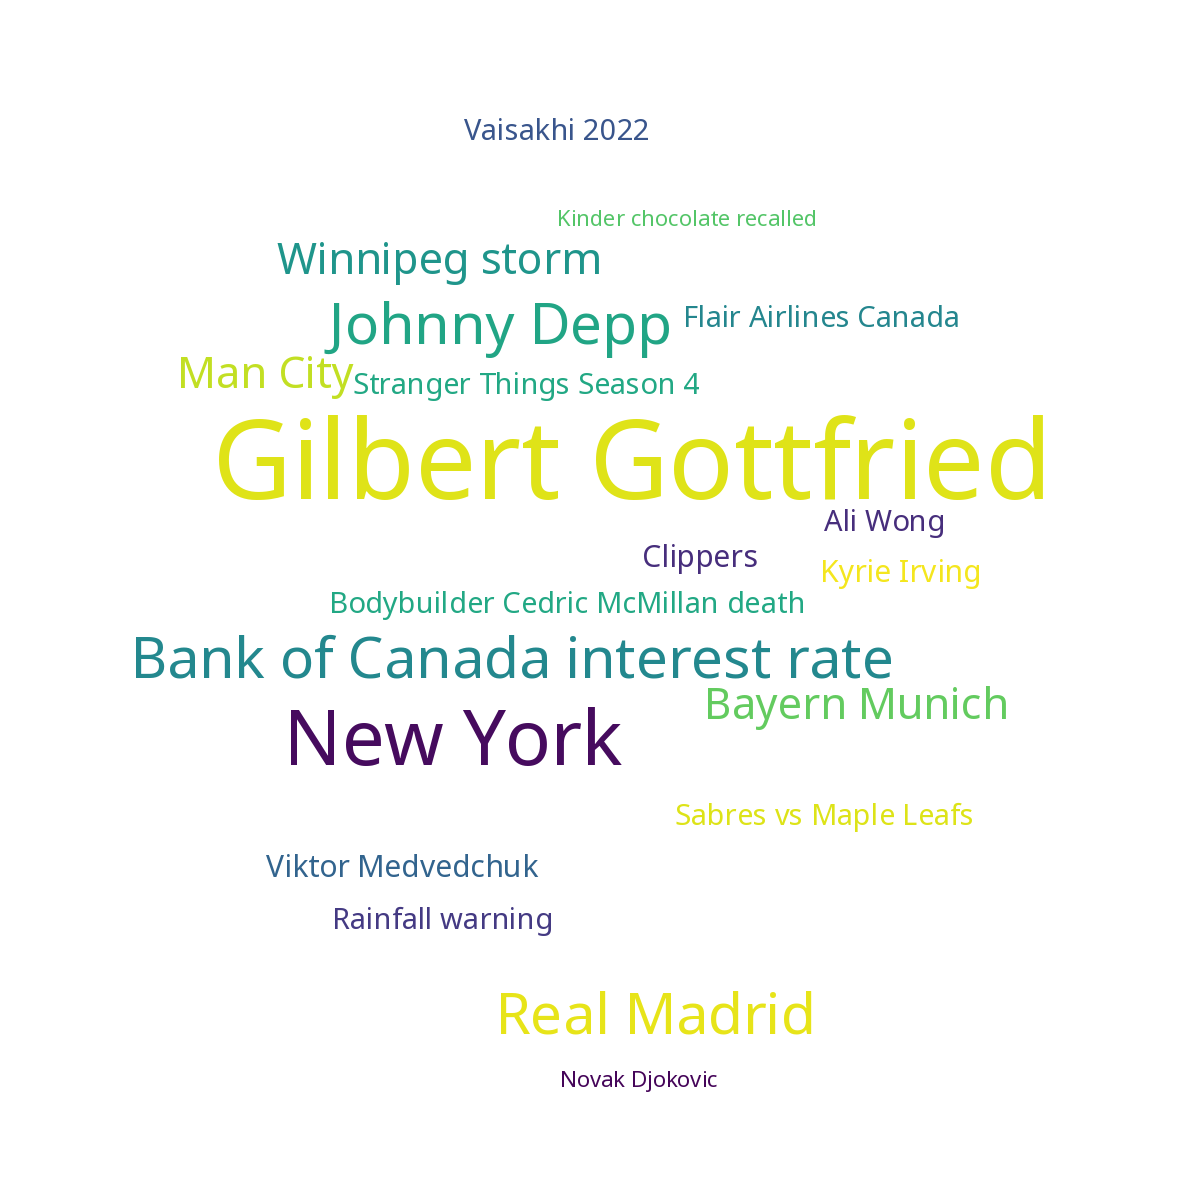 Vaisakhi 2022
Kinder chocolate recalled
Winnipeg storm
Johnny Depp
Flair Airlines Canada
Man City
Stranger Things Season 4
Gilbert Gottfried
Ali Wong
Clippers
Kyrie Irving
Bodybuilder Cedric McMillan death
Bank of Canada interest rate
Bayern Munich
New York
Sabres vs Maple Leafs
Viktor Medvedchuk
Rainfall warning
Real Madrid
Novak Djokovic